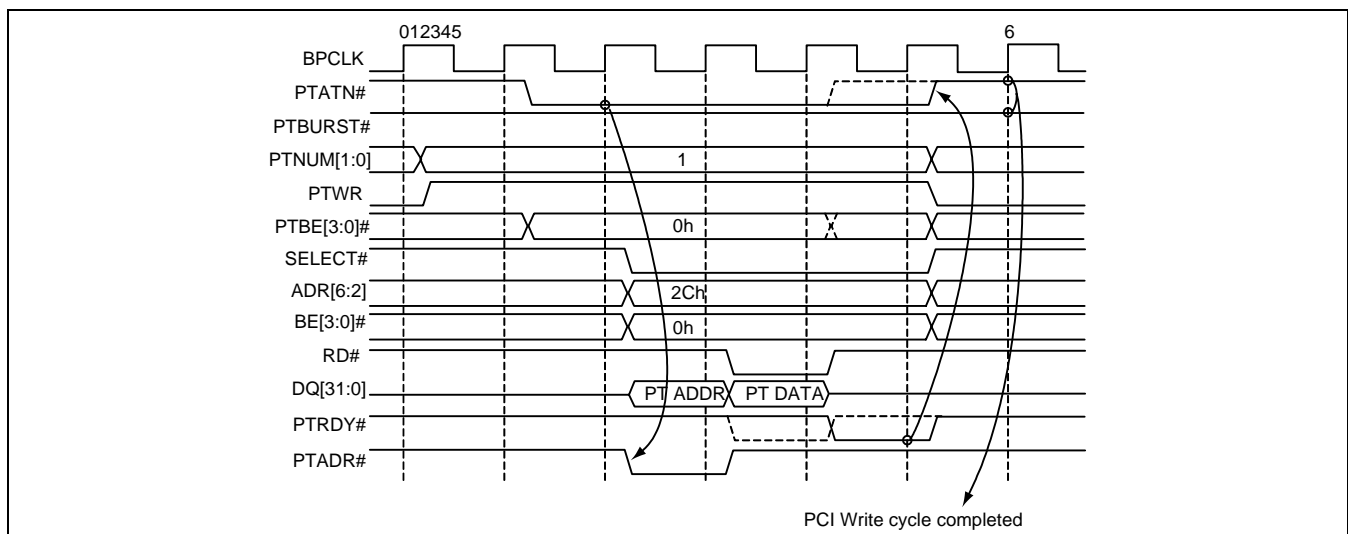 012345 6
BPCLK
PTATN#
PTBURST#
PTNUM[1:0] 1
PTWR
PTBE[3:0]# 0h
SELECT#
ADR[6:2] 2Ch
BE[3:0]# 0h
RD#
DQ[31:0] PT ADDR PT DATA
PTRDY#
PTADR#
PCI Write cycle completed